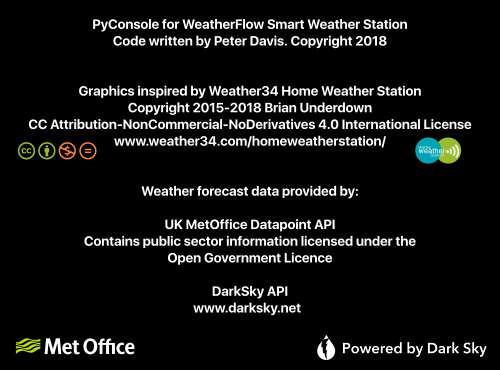 PyConsole for WeatherFlow Smart Weather Station
Code written by Peter Davis. Copyright 2018
Graphics inspired by Weather34 Home Weather Station
Copyright 2015-2018 Brian Underdown
CC Attribution-NonCommercial-NoDerivatives 4.0 International License
www.weather34.com/homeweatherstation/
cc
weather
Weather forecast data provided by:
UK MetOffice Datapoint API
Contains public sector information licensed under the
Open Government Licence
DarkSky API
www.darksky.net
Met Office
Powered by Dark Sky